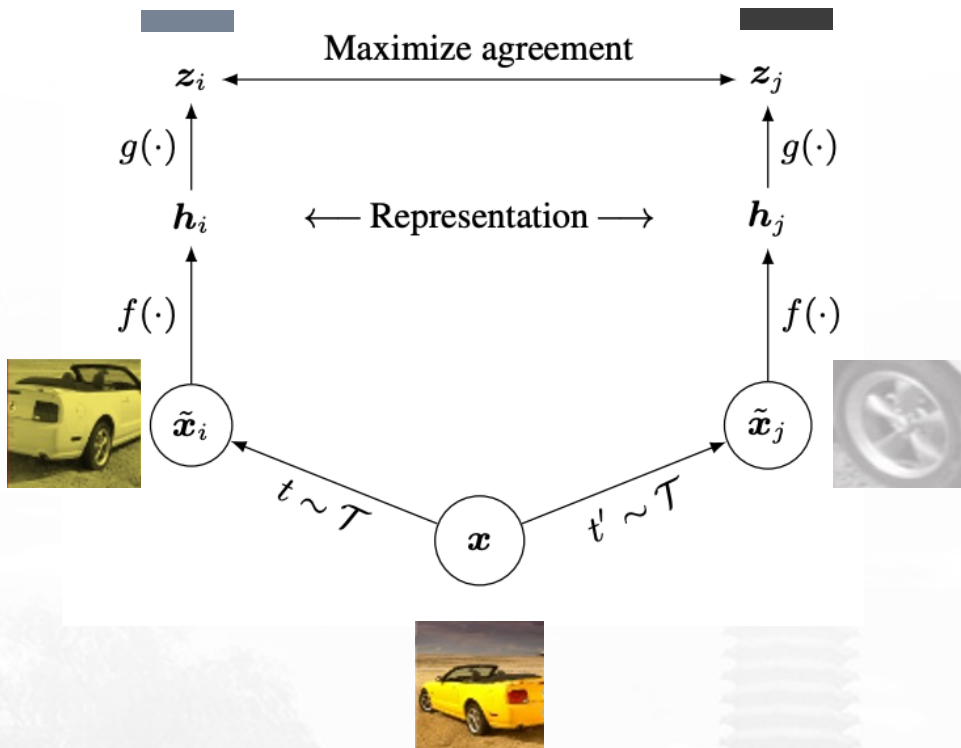 Maximize agreement
z_i z_j
g(·) g(·)
h_i ← Representation → h_j
f(·) f(·)
x̃_i x̃_j
t ~ 𝒯 t′ ~ 𝒯
x